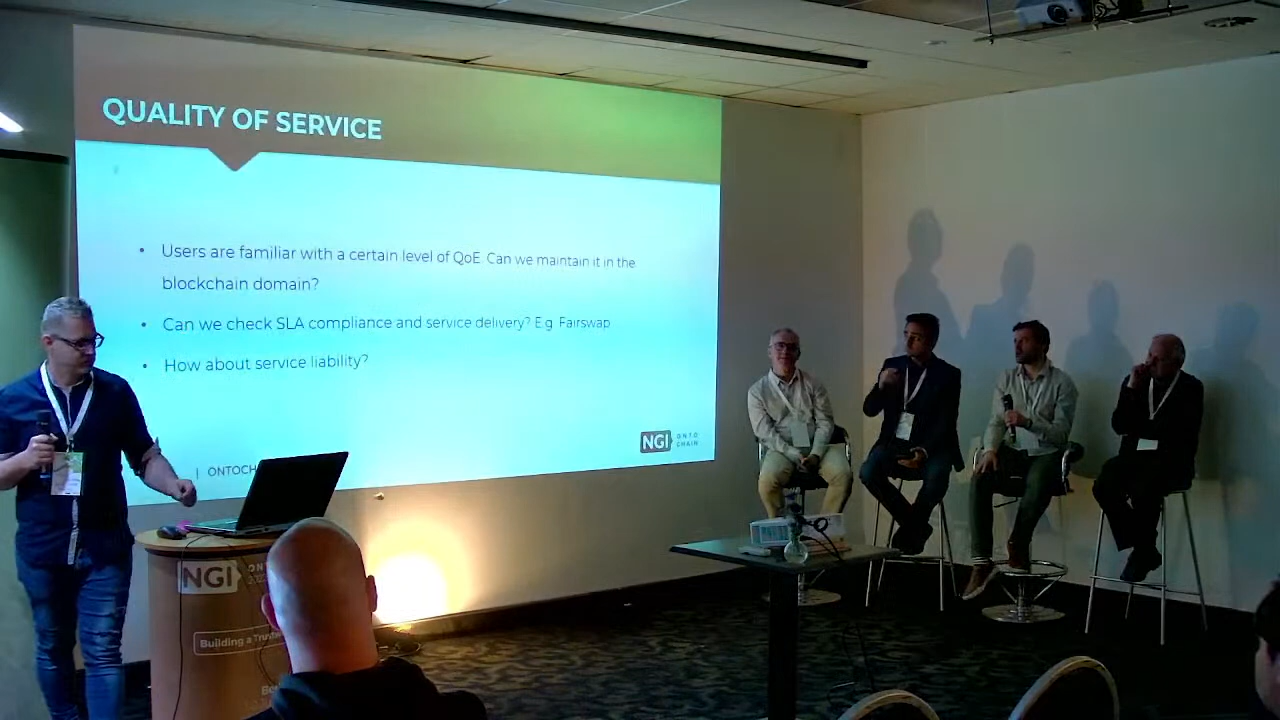 QUALITY OF SERVICE
• Users are familiar with a certain level of QoE. Can we maintain it in the
blockchain domain?
• Can we check SLA compliance and service delivery? E.g. Fairswap
• How about service liability?
NGI ONTO
CHAIN
| ONTOCH
NGI
Building a Trus